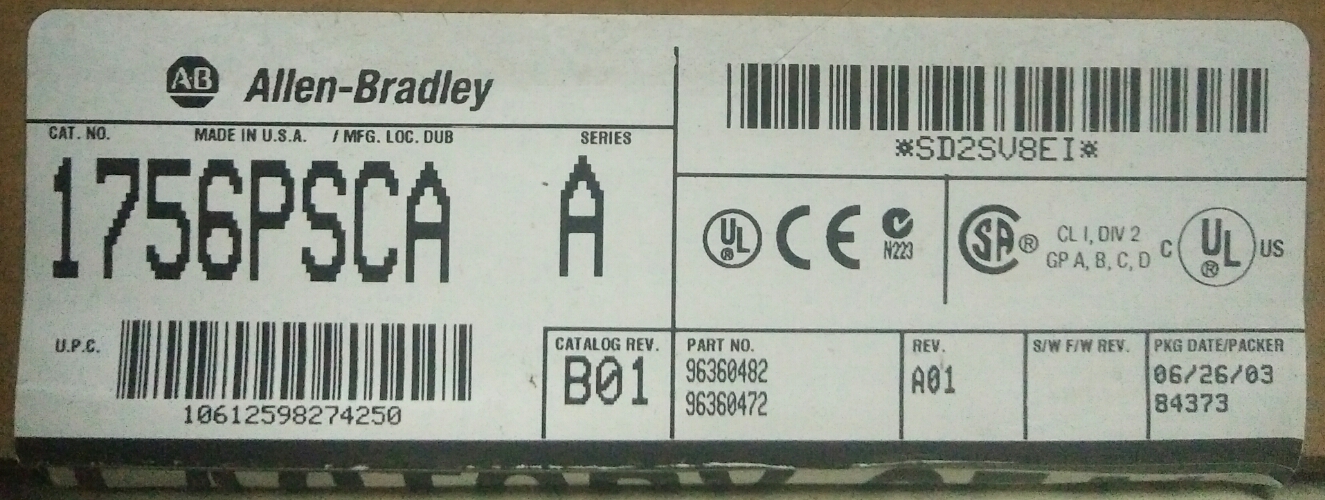 AB Allen-Bradley
CAT. NO. MADE IN U.S.A. / MFG. LOC. DUB SERIES
1756PSCA A
U.P.C.
10612598274250
CATALOG REV.
B01
*SD2SV8EI*
UL ® CE N223
SA ® CL I, DIV 2
GP A, B, C, D
C UL ® US
PART NO.
96360482
96360472
REV.
A01
S/W F/W REV.
PKG DATE/PACKER
06/26/03
84373